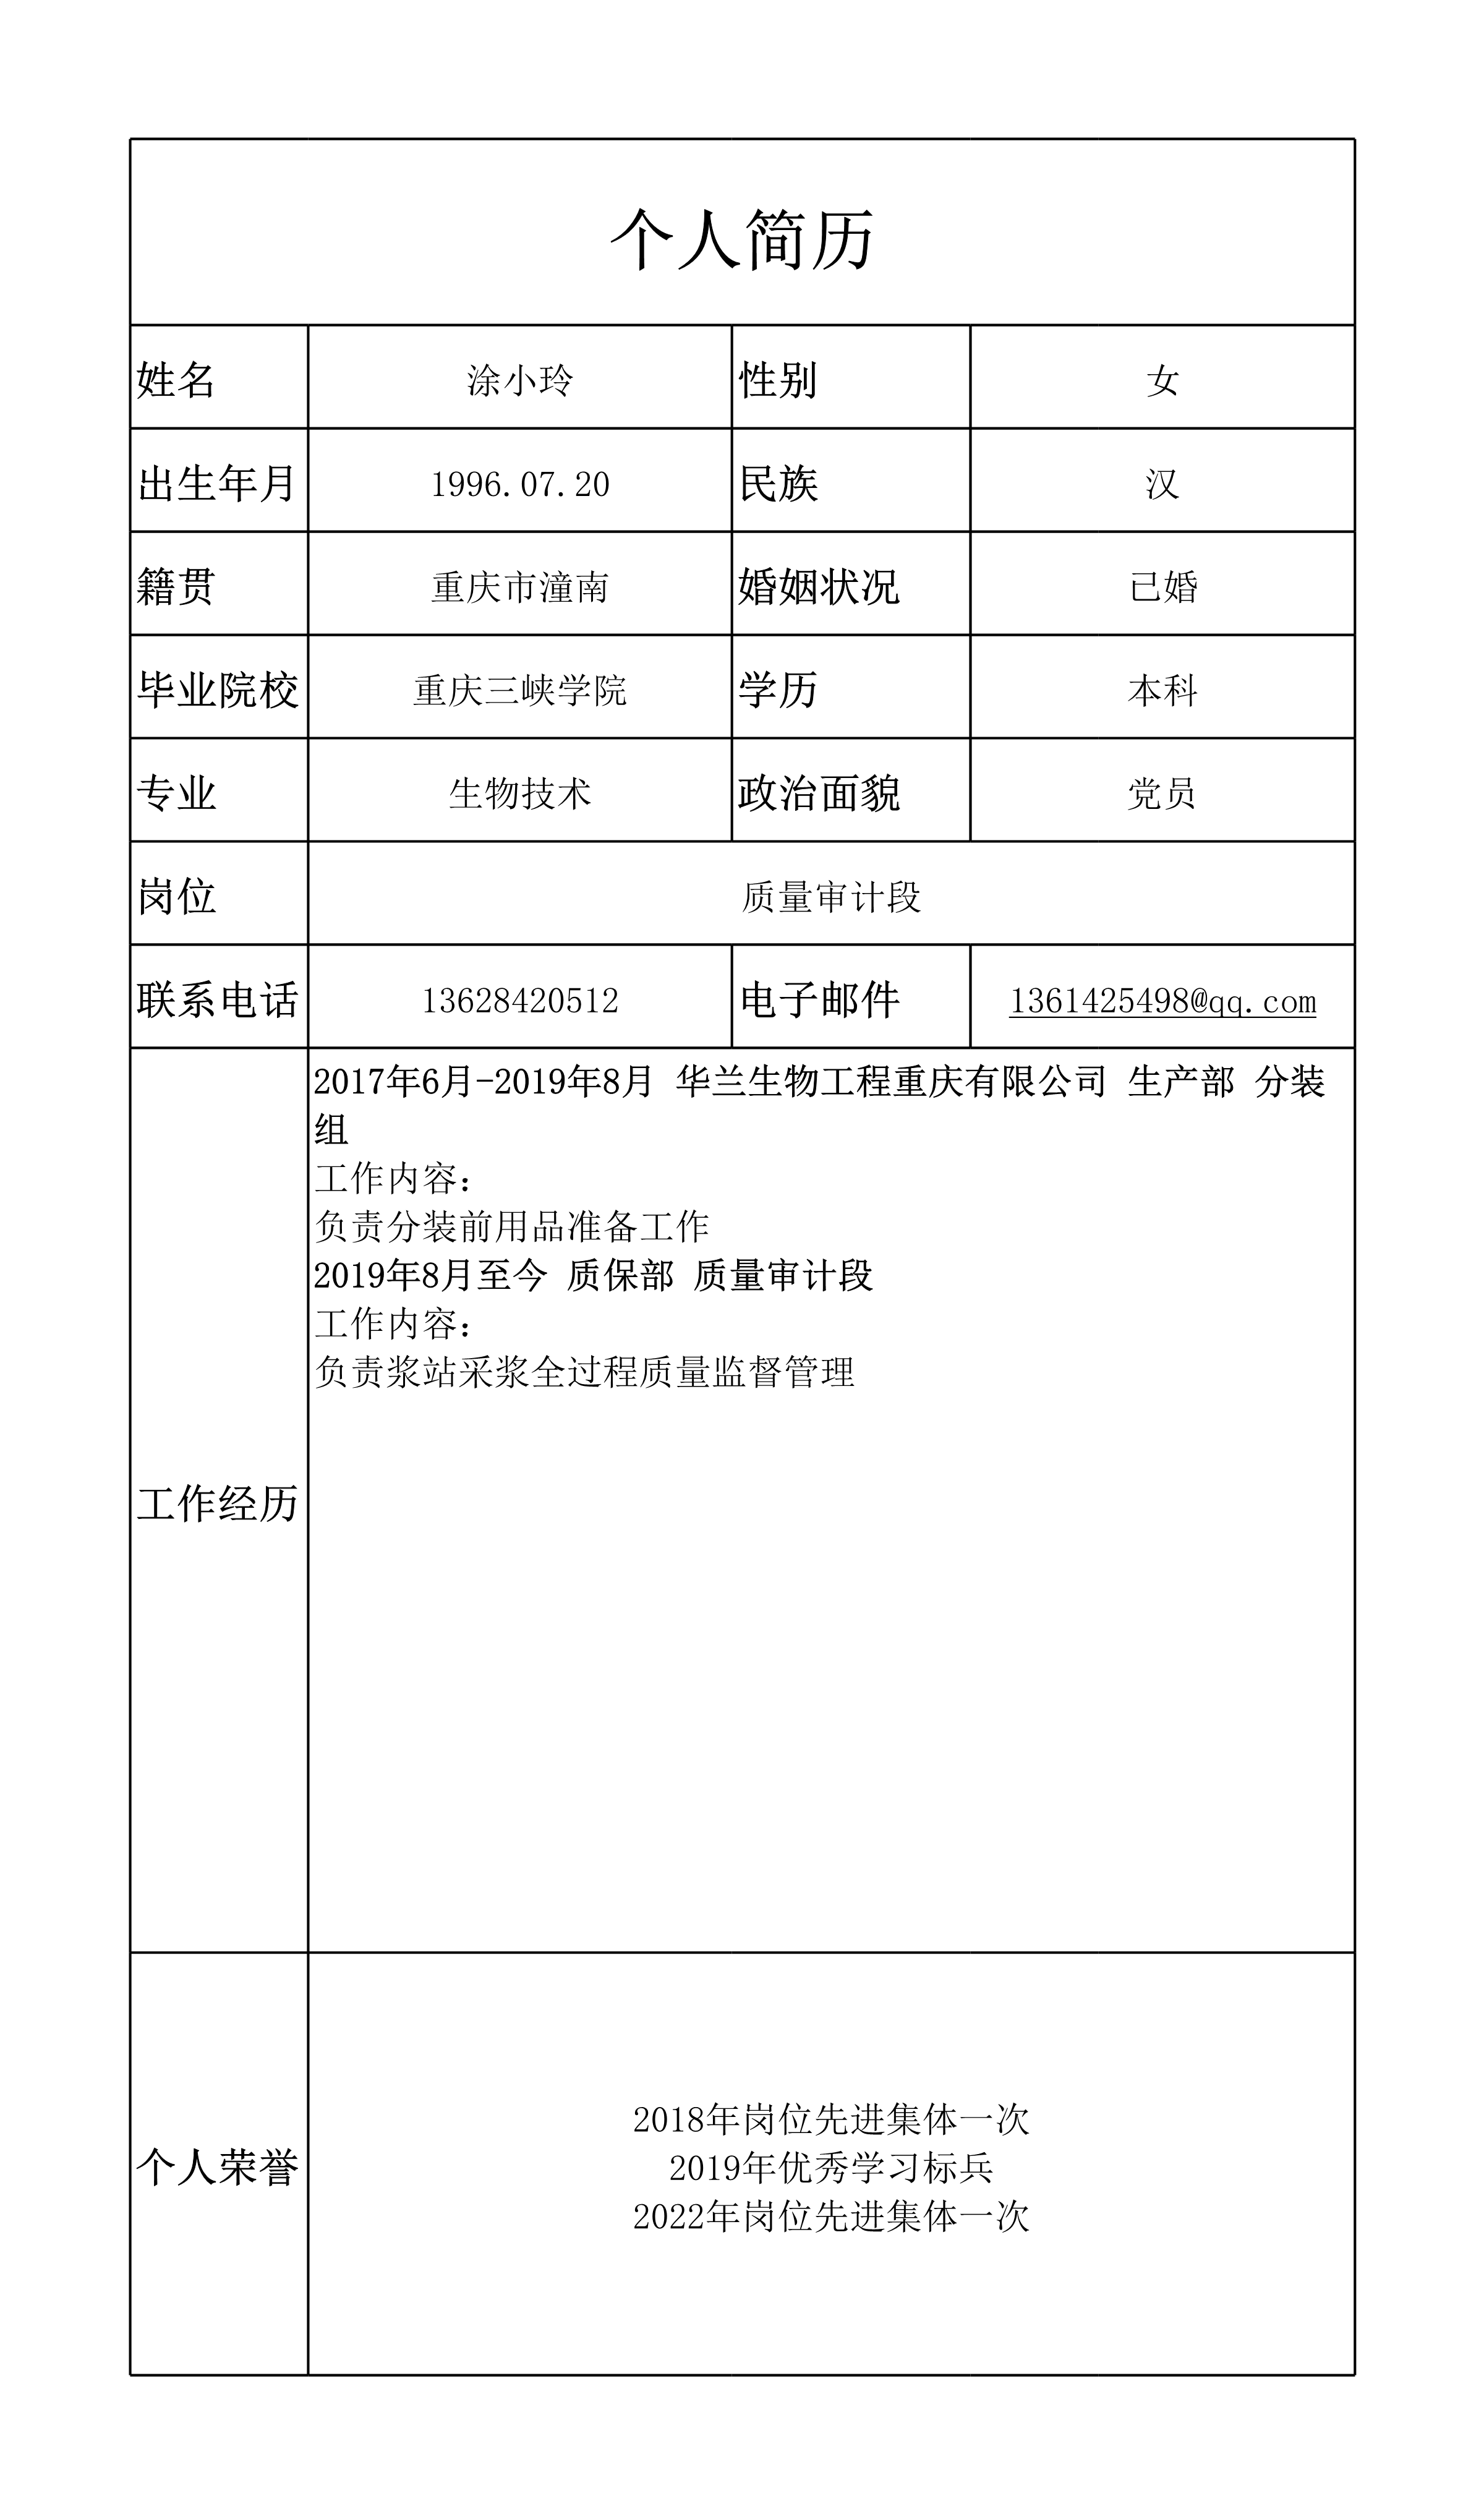 个人简历
姓名 涂小玲 性别 女
出生年月 1996.07.20 民族 汉
籍贯 重庆市潼南 婚姻状况 已婚
毕业院校 重庆三峡学院 学历 本科
专业 生物技术 政治面貌 党员
岗位 质量审计段
联系电话 13628420512 电子邮件 1361425498@qq.com
2017年6月-2019年8月 华兰生物工程重庆有限公司 生产部 分装
组
工作内容：
负责分装前用品准备工作
2019年8月至今 质保部 质量审计段
工作内容：
负责浆站采浆全过程质量监督管理
工作经历
2018年岗位先进集体一次
个人荣誉 2019年优秀学习标兵
2022年岗位先进集体一次